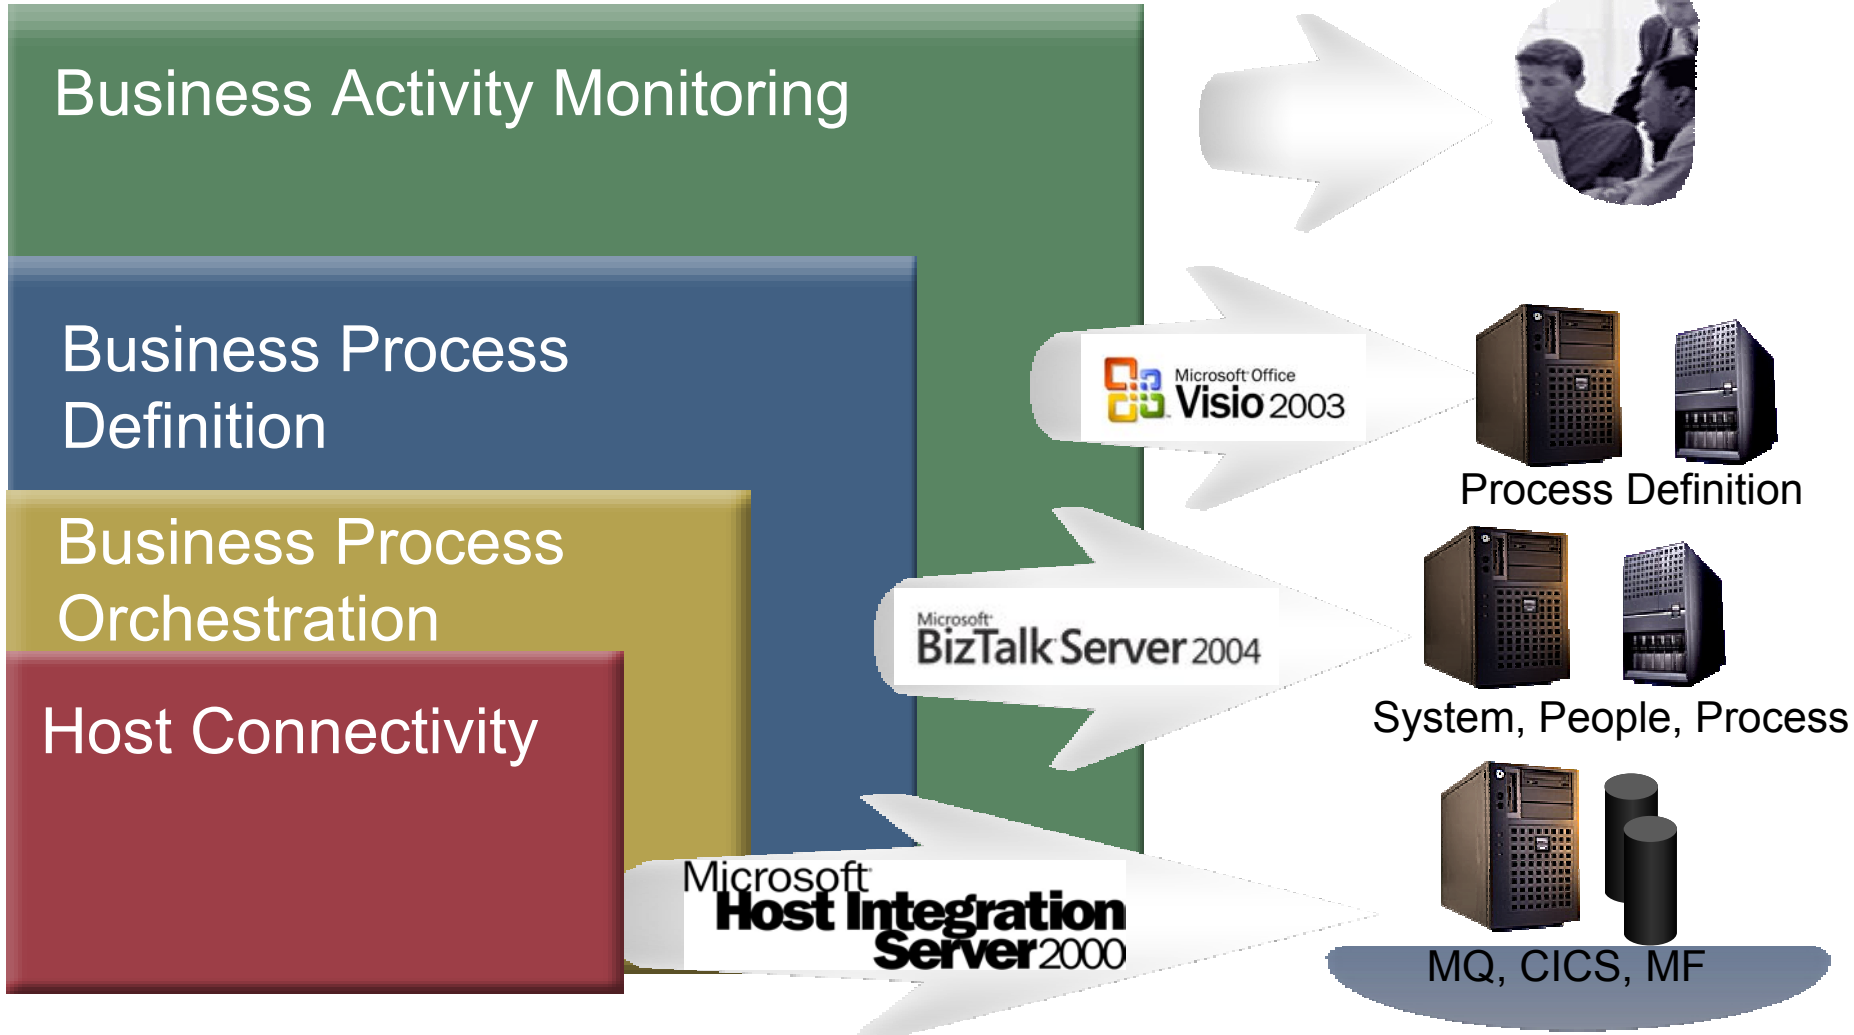 Business Activity Monitoring
Business Process
Definition
Microsoft Office
Visio 2003
Process Definition
Business Process
Orchestration
Microsoft
BizTalk Server 2004
System, People, Process
Host Connectivity
Microsoft
Host Integration
Server 2000
MQ, CICS, MF